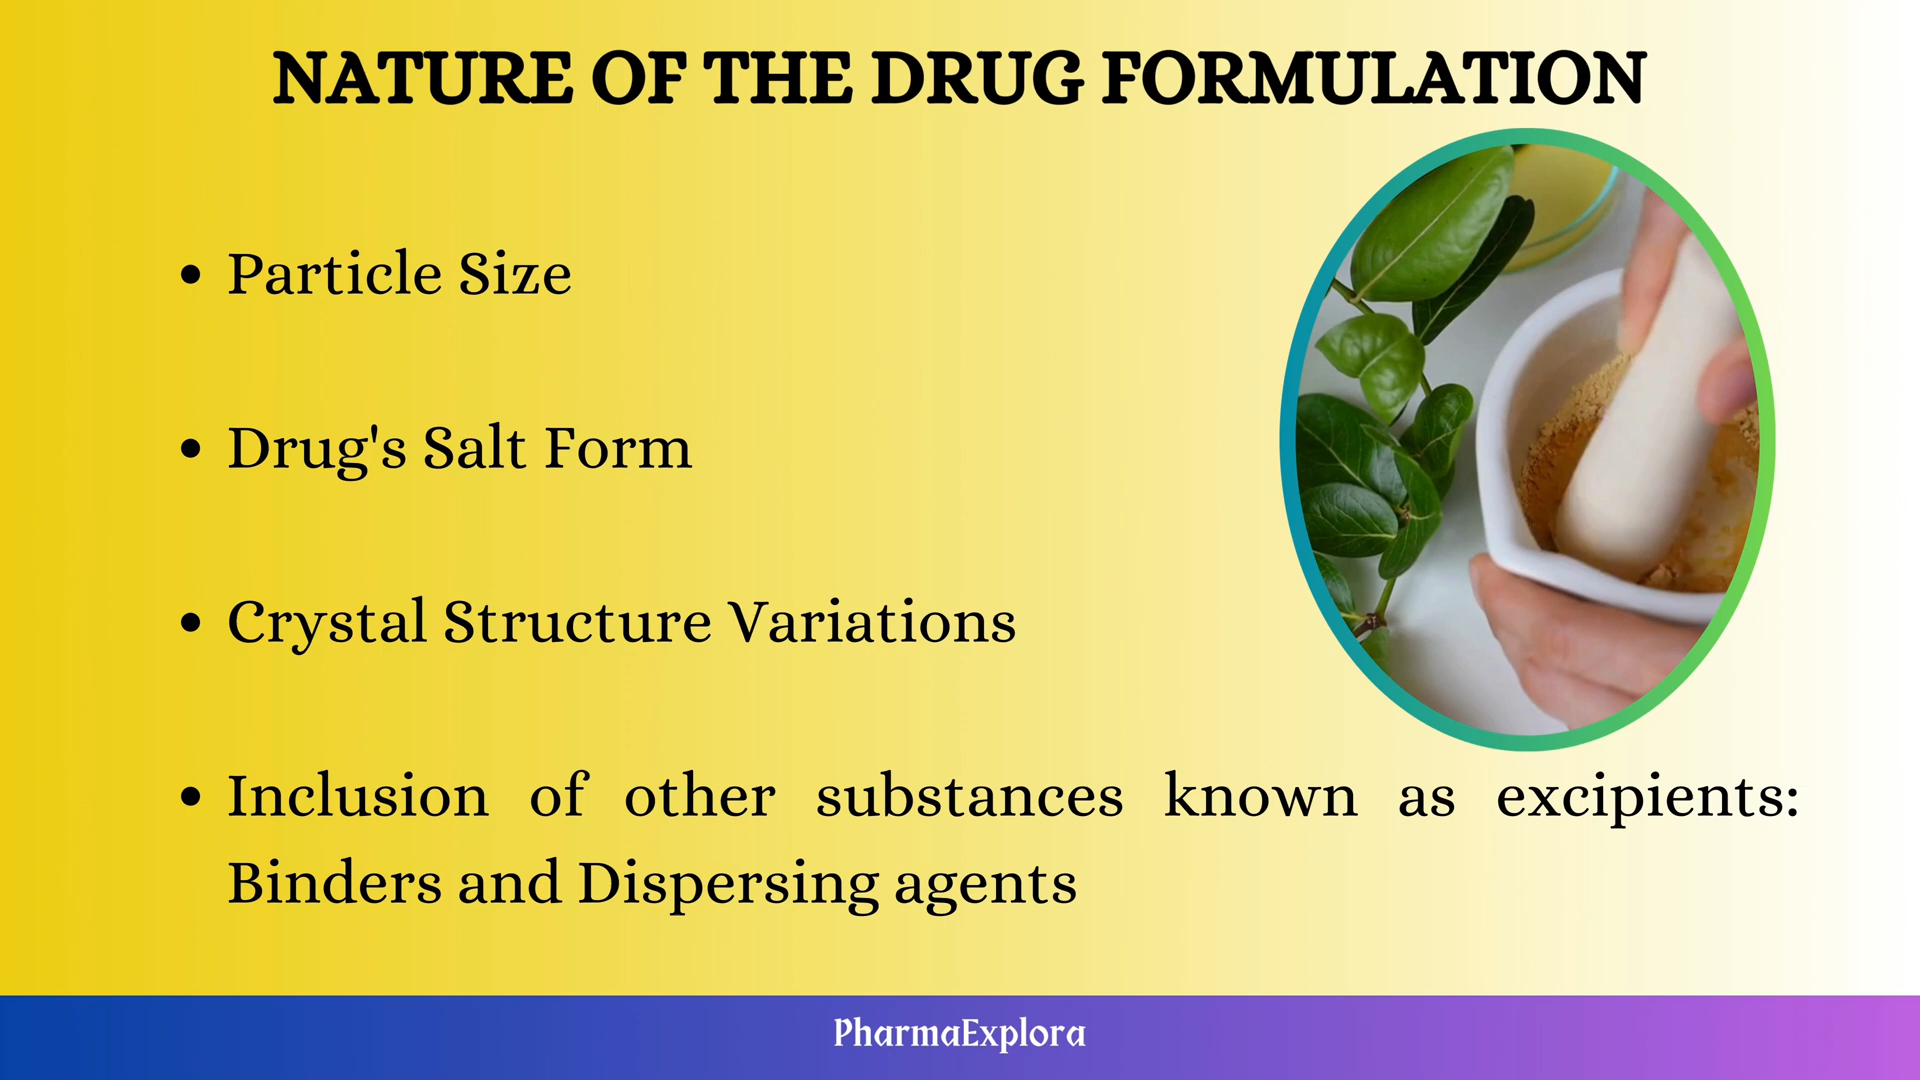 NATURE OF THE DRUG FORMULATION
• Particle Size
• Drug's Salt Form
• Crystal Structure Variations
• Inclusion of other substances known as excipients:
Binders and Dispersing agents
PharmaExplora